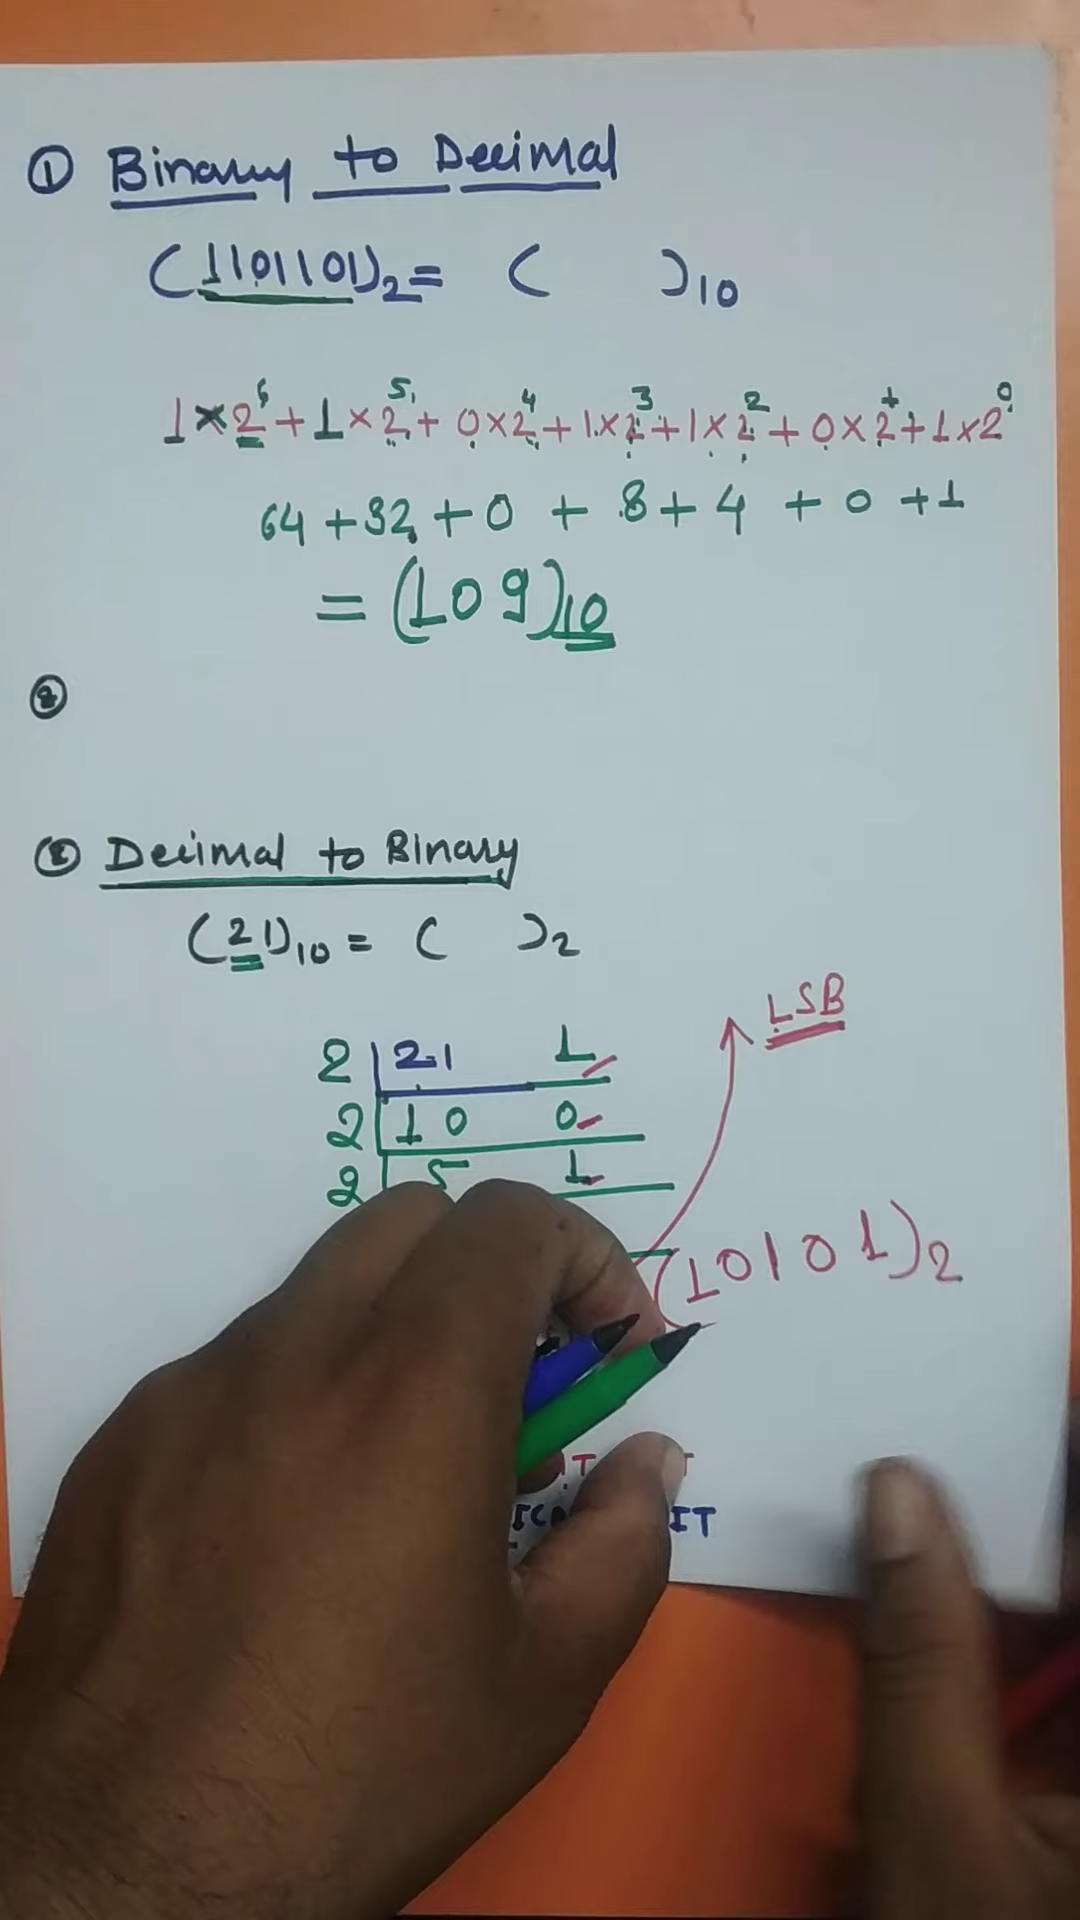 ① Binary to Decimal
(1101101)₂ = ( )₁₀
1×2⁶ + 1×2⁵ + 0×2⁴ + 1×2³ + 1×2² + 0×2¹ + 1×2⁰
64 + 32 + 0 + 8 + 4 + 0 + 1
= (109)₁₀
②
② Decimal to Binary
(21)₁₀ = ( )₂
LSB
2 | 21 1
2 | 10 0
2 | 5 1
(10101)₂
IT